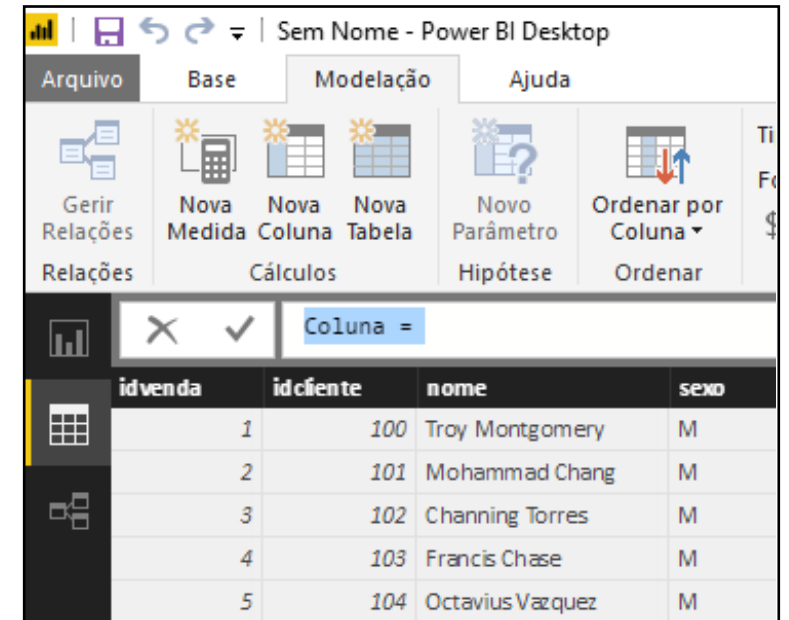 Sem Nome - Power BI Desktop
Arquivo Base Modelação Ajuda
Gerir Relações
Nova Medida
Nova Coluna
Nova Tabela
Novo Parâmetro
Ordenar por Coluna
Ti
Fo
$
Relações Cálculos Hipótese Ordenar
Coluna =
idvenda idcliente nome sexo
1 100 Troy Montgomery M
2 101 Mohammad Chang M
3 102 Channing Torres M
4 103 Francis Chase M
5 104 Octavius Vazquez M